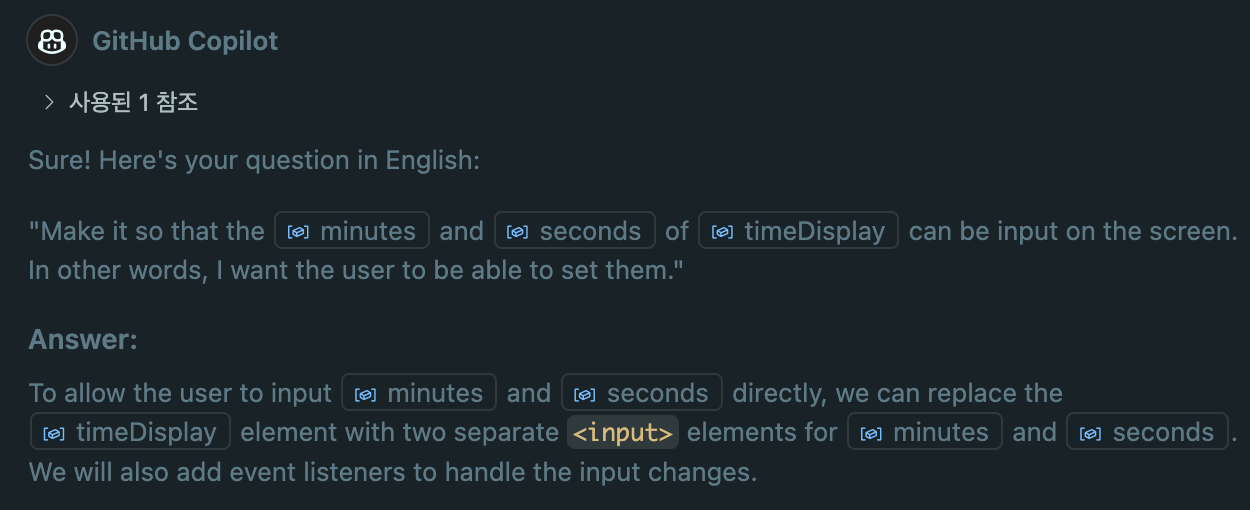 GitHub Copilot
사용된 1 참조
Sure! Here's your question in English:
"Make it so that the minutes and seconds of timeDisplay can be input on the screen.
In other words, I want the user to be able to set them."
Answer:
To allow the user to input minutes and seconds directly, we can replace the
timeDisplay element with two separate <input> elements for minutes and seconds.
We will also add event listeners to handle the input changes.